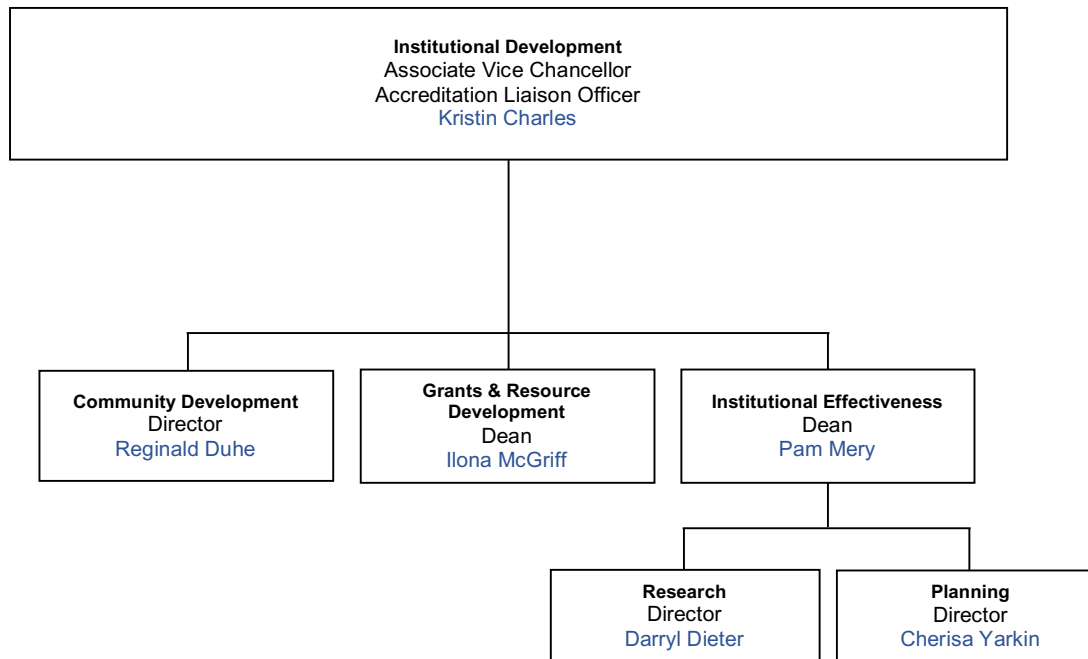 Institutional Development
Associate Vice Chancellor
Accreditation Liaison Officer
Kristin Charles
Community Development
Director
Reginald Duhe
Grants & Resource
Development
Dean
Ilona McGriff
Institutional Effectiveness
Dean
Pam Mery
Research
Director
Darryl Dieter
Planning
Director
Cherisa Yarkin